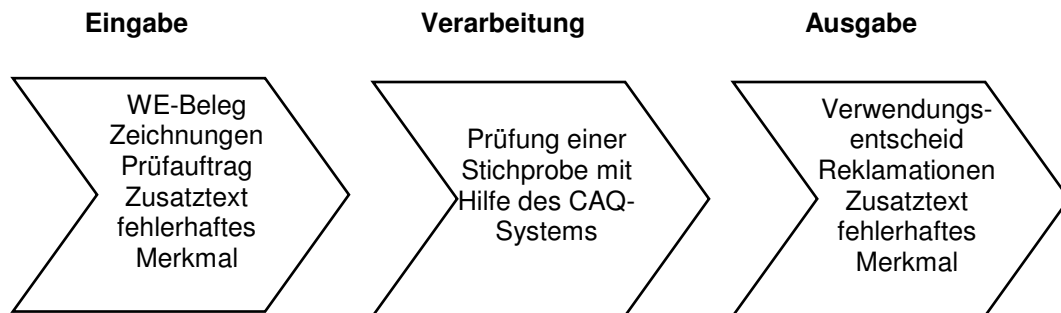 Eingabe
Verarbeitung
Ausgabe
WE-Beleg
Zeichnungen
Prüfauftrag
Zusatztext
fehlerhaftes
Merkmal
Prüfung einer
Stichprobe mit
Hilfe des CAQ-
Systems
Verwendungs-
entscheid
Reklamationen
Zusatztext
fehlerhaftes
Merkmal